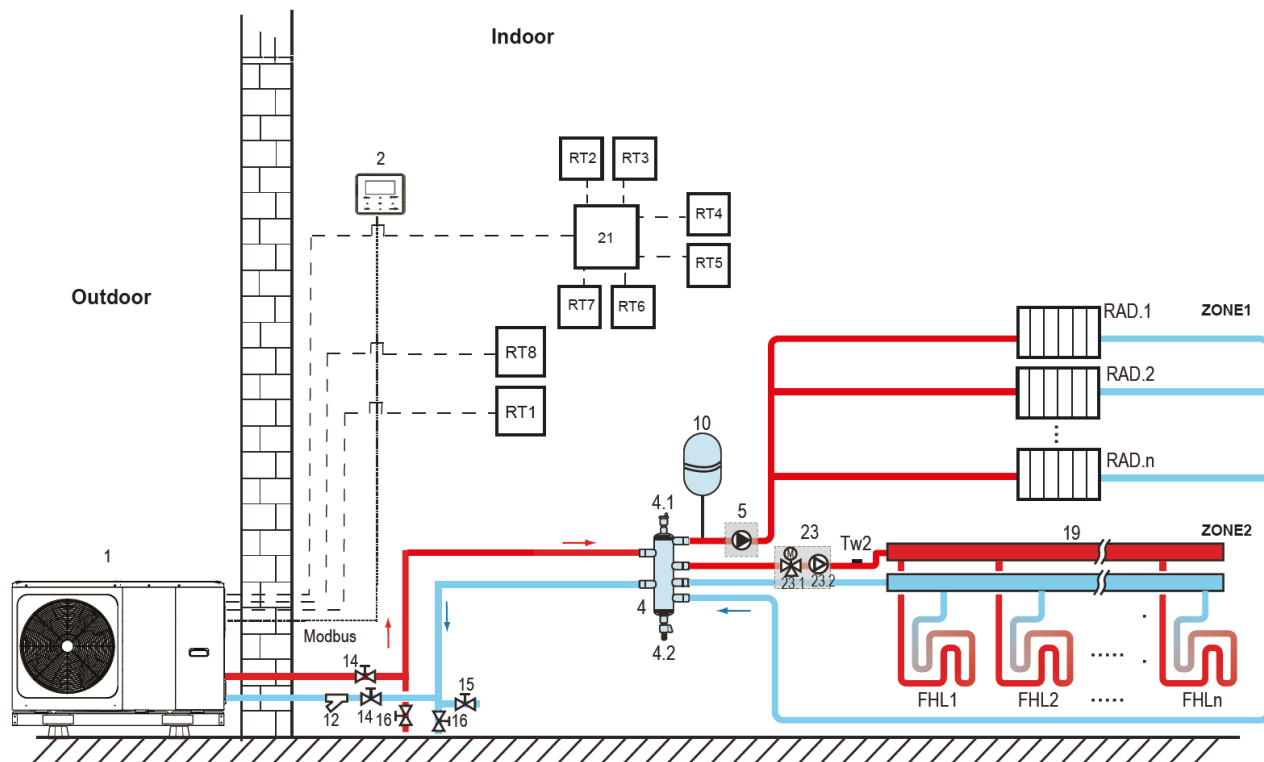 Indoor
Outdoor
2
RT2
RT3
RT4
21
RT5
RT7
RT6
RT8
RT1
RAD.1
ZONE1
RAD.2
RAD.n
10
4.1
5
23
Tw2
19
ZONE2
M
23.1
23.2
1
4
4.2
Modbus
14
15
12
14
16
16
FHL1
FHL2
FHLn